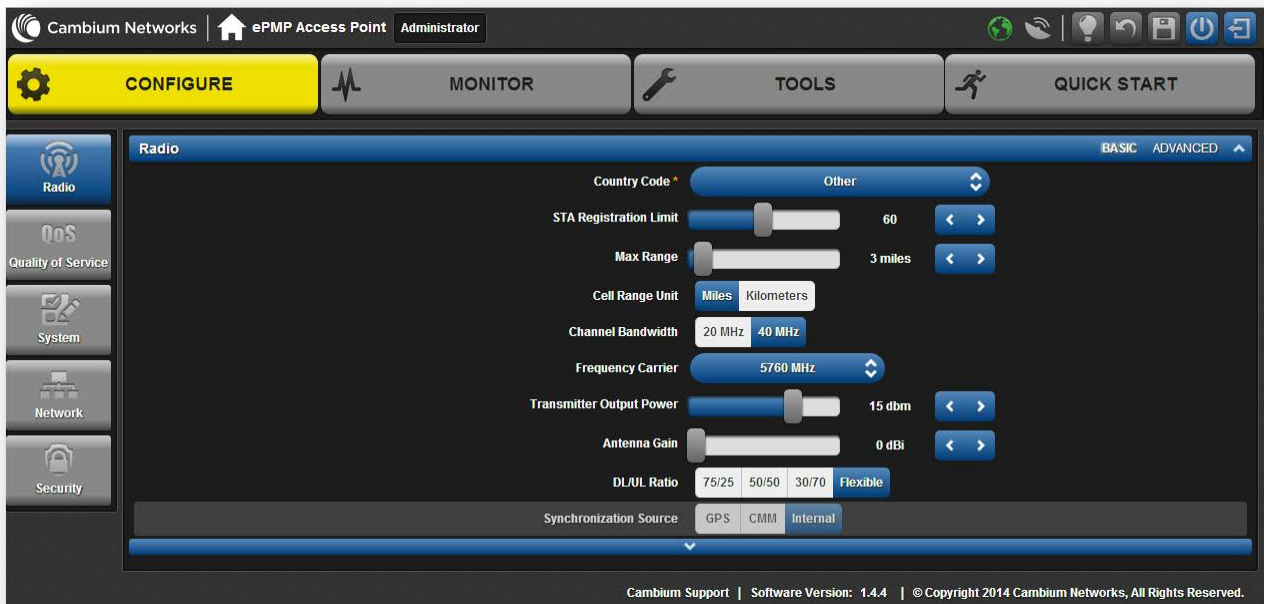 Cambium Networks ePMP Access Point Administrator
CONFIGURE MONITOR TOOLS QUICK START
Radio
QoS
Quality of Service
System
Network
Security
Radio BASIC ADVANCED
Country Code * Other
STA Registration Limit 60
Max Range 3 miles
Cell Range Unit Miles Kilometers
Channel Bandwidth 20 MHz 40 MHz
Frequency Carrier 5760 MHz
Transmitter Output Power 15 dbm
Antenna Gain 0 dBi
DL/UL Ratio 75/25 50/50 30/70 Flexible
Synchronization Source GPS CMM Internal
Cambium Support | Software Version: 1.4.4 | © Copyright 2014 Cambium Networks, All Rights Reserved.